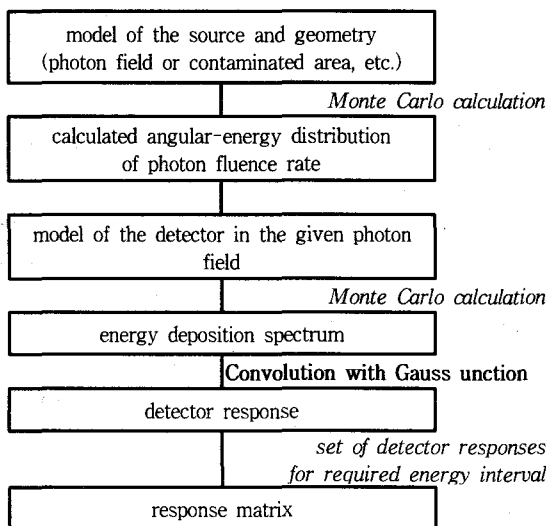 model of the source and geometry
(photon field or contaminated area, etc.)
Monte Carlo calculation
calculated angular-energy distribution
of photon fluence rate
model of the detector in the given photon
field
Monte Carlo calculation
energy deposition spectrum
Convolution with Gauss unction
detector response
set of detector responses
for required energy interval
response matrix